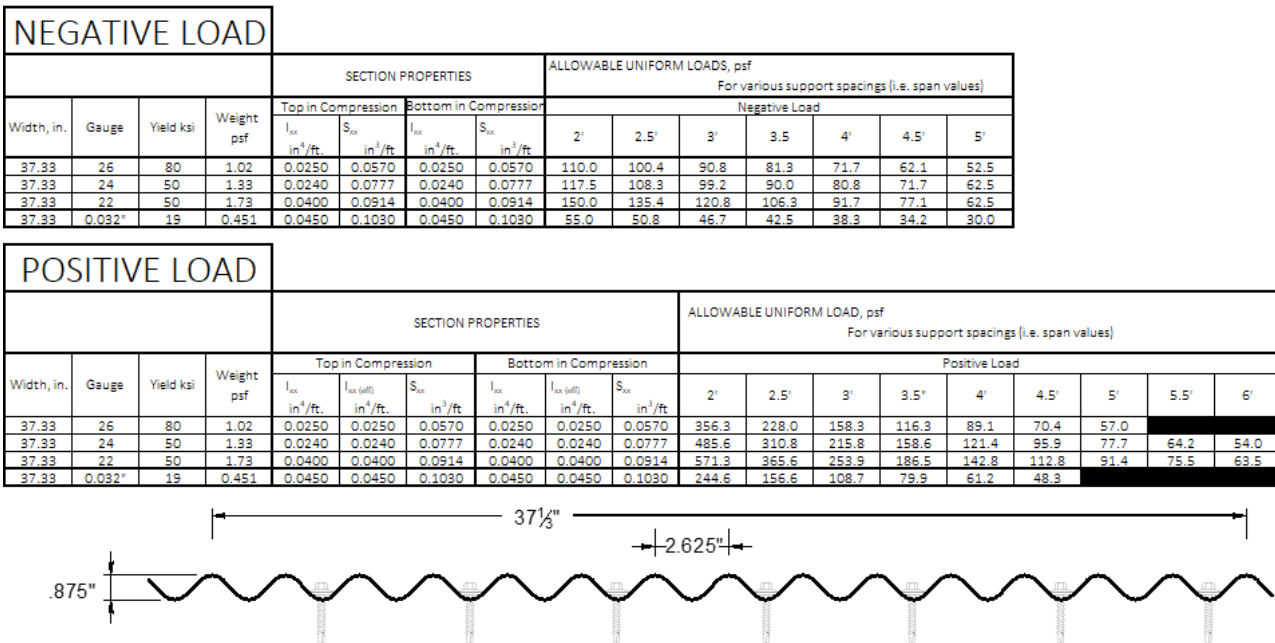 NEGATIVE LOAD
SECTION PROPERTIES
ALLOWABLE UNIFORM LOADS, psf
For various support spacings (i.e. span values)
Width, in. Gauge Yield ksi Weight psf
Top in Compression Bottom in Compression Negative Load
Ixx in⁴/ft. Sxx in³/ft Ixx in⁴/ft. Sxx in³/ft 2' 2.5' 3' 3.5 4' 4.5' 5'
37.33 26 80 1.02 0.0250 0.0570 0.0250 0.0570 110.0 100.4 90.8 81.3 71.7 62.1 52.5
37.33 24 50 1.33 0.0240 0.0777 0.0240 0.0777 117.5 108.3 99.2 90.0 80.8 71.7 62.5
37.33 22 50 1.73 0.0400 0.0914 0.0400 0.0914 150.0 135.4 120.8 106.3 91.7 77.1 62.5
37.33 0.032" 19 0.451 0.0450 0.1030 0.0450 0.1030 55.0 50.8 46.7 42.5 38.3 34.2 30.0
POSITIVE LOAD
SECTION PROPERTIES
ALLOWABLE UNIFORM LOAD, psf
For various support spacings (i.e. span values)
Width, in. Gauge Yield ksi Weight psf
Top in Compression Bottom in Compression Positive Load
Ixx in⁴/ft. Ixx (eff) in⁴/ft. Sxx in³/ft Ixx in⁴/ft. Ixx (eff) in⁴/ft. Sxx in³/ft 2' 2.5' 3' 3.5" 4' 4.5' 5' 5.5' 6'
37.33 26 80 1.02 0.0250 0.0250 0.0570 0.0250 0.0250 0.0570 356.3 228.0 158.3 116.3 89.1 70.4 57.0
37.33 24 50 1.33 0.0240 0.0240 0.0777 0.0240 0.0240 0.0777 485.6 310.8 215.8 158.6 121.4 95.9 77.7 64.2 54.0
37.33 22 50 1.73 0.0400 0.0400 0.0914 0.0400 0.0400 0.0914 571.3 365.6 253.9 186.5 142.8 112.8 91.4 75.5 63.5
37.33 0.032" 19 0.451 0.0450 0.0450 0.1030 0.0450 0.0450 0.1030 244.6 156.6 108.7 79.9 61.2 48.3
37⅓"
2.625"
.875"